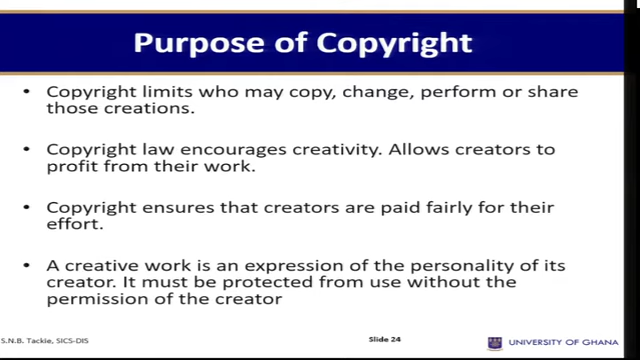 Purpose of Copyright
• Copyright limits who may copy, change, perform or share
those creations.
• Copyright law encourages creativity. Allows creators to
profit from their work.
• Copyright ensures that creators are paid fairly for their
effort.
• A creative work is an expression of the personality of its
creator. It must be protected from use without the
permission of the creator
S.N.B. Tackie, SICS-DIS
Slide 24
UNIVERSITY OF GHANA